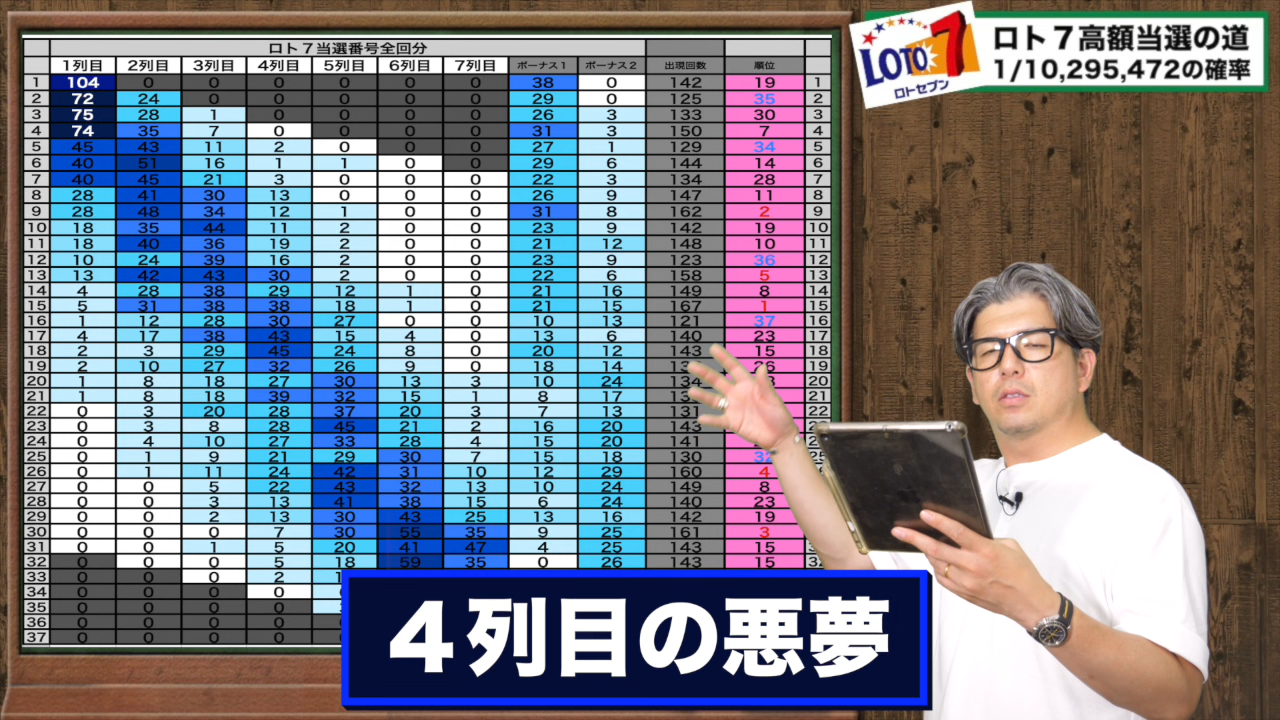 ロト７当選番号全回分
1列目 2列目 3列目 4列目 5列目 6列目 7列目 ボーナス１ ボーナス２ 出現回数 順位
1 104 0 0 0 0 0 0 38 0 142 19 1
2 72 24 0 0 0 0 0 29 0 125 35 2
3 75 28 1 0 0 0 0 26 3 133 30 3
4 74 35 7 0 0 0 0 31 3 150 7 4
5 45 43 11 2 0 0 0 27 1 129 34 5
6 40 51 16 1 1 0 0 29 6 144 14 6
7 40 45 21 3 0 0 0 22 3 134 28 7
8 28 41 30 13 0 0 0 26 9 147 11 8
9 28 48 34 12 1 0 0 31 8 162 2 9
10 18 35 44 11 2 0 0 23 9 142 19 10
11 18 40 36 19 2 0 0 21 12 148 10 11
12 10 24 39 16 2 0 0 23 9 123 36 12
13 13 42 43 30 2 0 0 22 6 158 5 13
14 4 28 38 29 12 1 0 21 16 149 8 14
15 5 31 38 38 18 1 0 21 15 167 1 15
16 1 12 28 30 27 0 0 10 13 121 37 16
17 4 17 38 43 15 4 0 13 6 140 23 17
18 2 3 29 45 24 8 0 20 12 143 15 18
19 2 10 27 32 26 9 0 18 14 19
20 1 8 18 27 30 13 3 10 24 134 20
21 1 8 18 39 32 15 1 8 17 21
22 0 3 20 28 37 20 3 7 13 131 22
23 0 3 8 28 45 21 2 16 20 143 23
24 0 4 10 27 33 28 4 15 20 141 24
25 0 1 9 21 29 30 7 15 18 130 32
26 0 1 11 24 42 31 10 12 29 160 4
27 0 0 5 22 43 32 13 10 24 149 8
28 0 0 3 13 41 38 15 6 24 140 23
29 0 0 2 13 30 43 25 13 16 142 19
30 0 0 0 7 30 55 35 9 25 161 3
31 0 0 1 5 20 41 47 4 25 143 15
32 0 0 0 5 18 59 35 0 26 143 15 32
33 0 0 0 2
34 0 0 0 0
35 0 0 0 0
36 0 0 0 0
37 0 0 0 0
LOTO 7
ロトセブン
ロト７高額当選の道
1/10,295,472の確率
４列目の悪夢